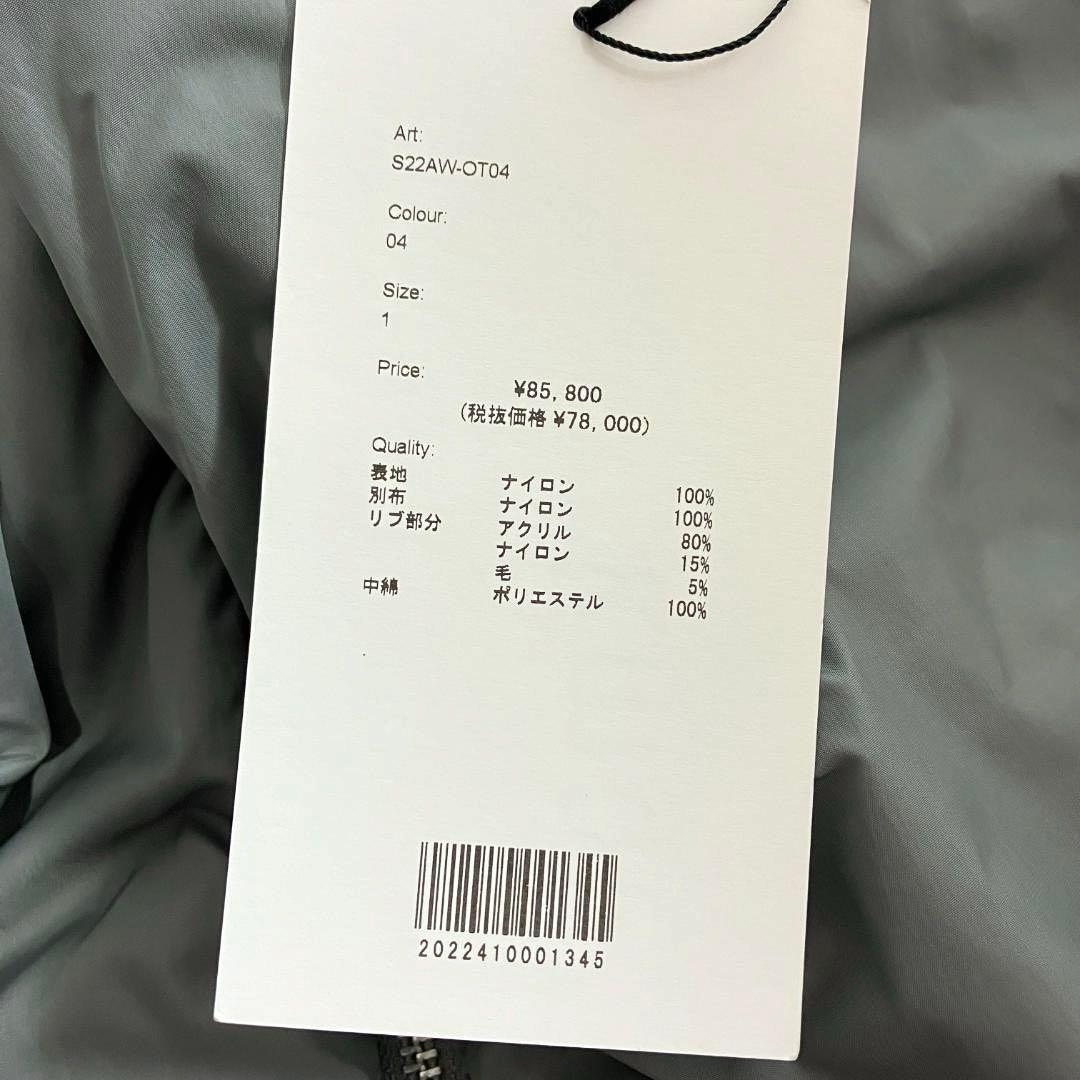 Art:
S22AW-OT04
Colour:
04
Size:
1
Price:
¥85,800
(税抜価格 ¥78,000)
Quality:
表地 ナイロン 100%
別布 ナイロン 100%
リブ部分 アクリル 80%
ナイロン 15%
毛 5%
中綿 ポリエステル 100%
2022410001345